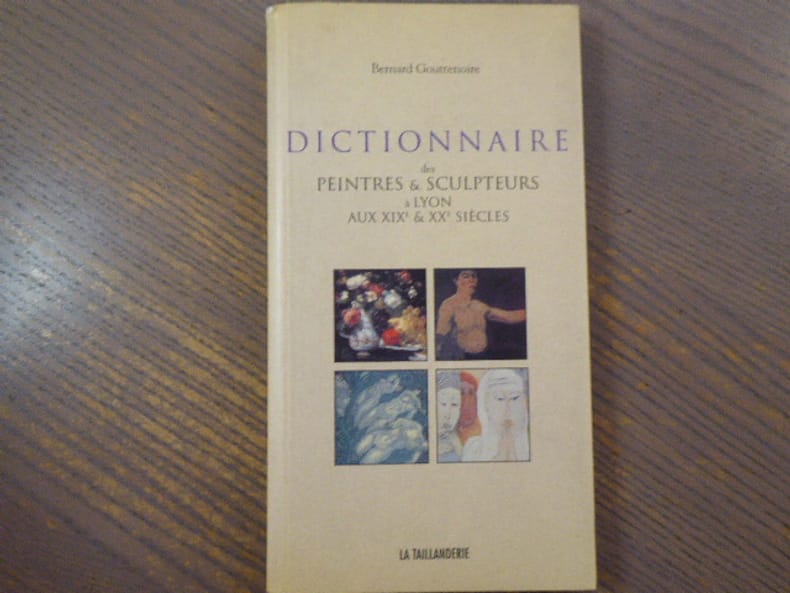 Bernard Gouttenoire
DICTIONNAIRE
des
PEINTRES & SCULPTEURS
à LYON
AUX XIXᴱ & XXᴱ SIÈCLES
LA TAILLANDERIE